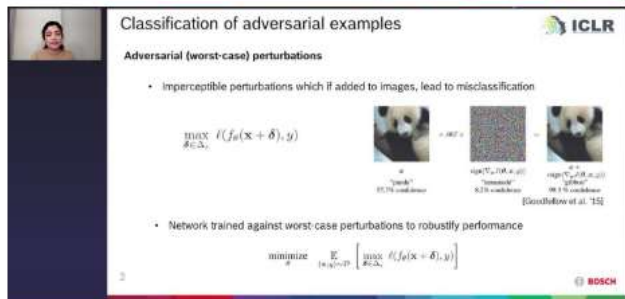 Classification of adversarial examples
ICLR
Adversarial (worst-case) perturbations
• Imperceptible perturbations which if added to images, lead to misclassification
max ℓ(f_θ(x + δ), y)
δ∈Δ
"panda"
57.7% confidence
sign(∇ₓJ(θ, x, y))
"nematode"
8.2% confidence
x +
"gibbon"
99.3 % confidence
[Goodfellow et al. '15]
• Network trained against worst-case perturbations to robustify performance
minimize E [ max ℓ(f_θ(x + δ), y) ]
2
BOSCH